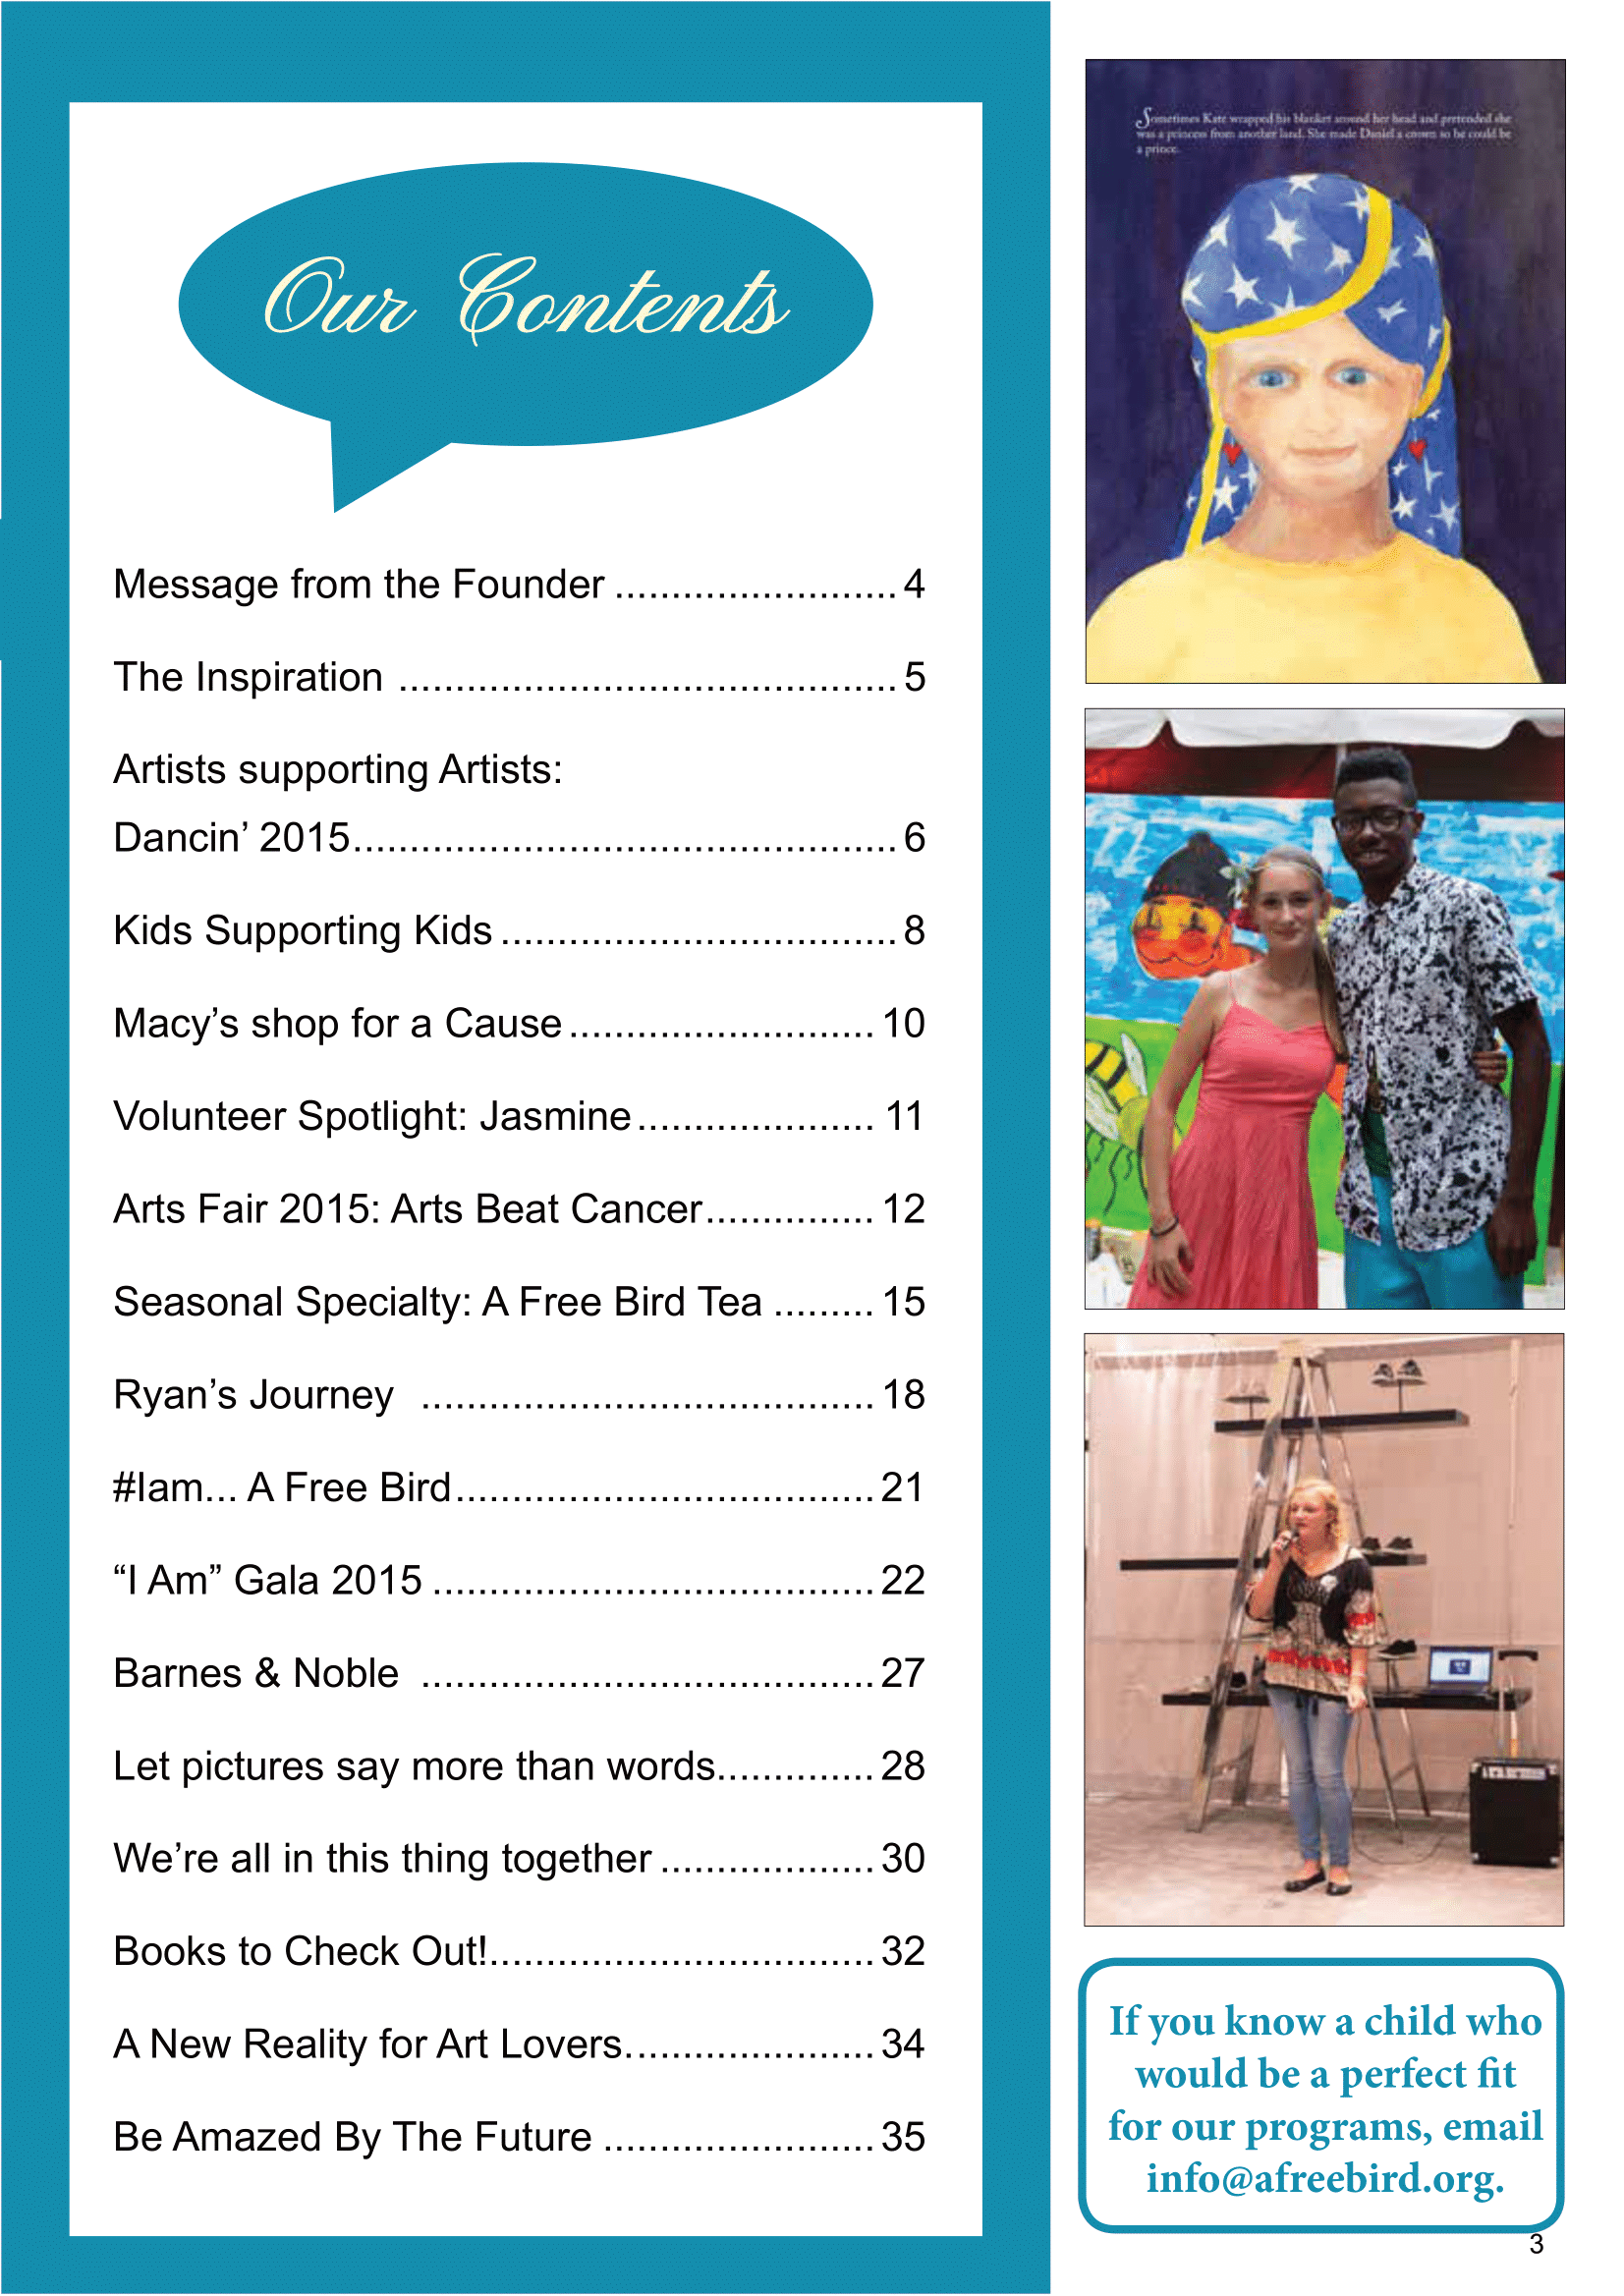 Our Contents
Message from the Founder ......................... 4
The Inspiration ............................................ 5
Artists supporting Artists:
Dancin’ 2015................................................ 6
Kids Supporting Kids ................................... 8
Macy’s shop for a Cause ........................... 10
Volunteer Spotlight: Jasmine ..................... 11
Arts Fair 2015: Arts Beat Cancer............... 12
Seasonal Specialty: A Free Bird Tea ......... 15
Ryan’s Journey ........................................ 18
#Iam... A Free Bird..................................... 21
“I Am” Gala 2015 ....................................... 22
Barnes & Noble ........................................ 27
Let pictures say more than words.............. 28
We’re all in this thing together ................... 30
Books to Check Out!.................................. 32
A New Reality for Art Lovers...................... 34
Be Amazed By The Future ........................ 35
Sometimes Kate wrapped his blanket around her head and pretended she
was a princess from another land. She made Daniel a crown so he could be
a prince.
If you know a child who
would be a perfect fit
for our programs, email
info@afreebird.org.
3